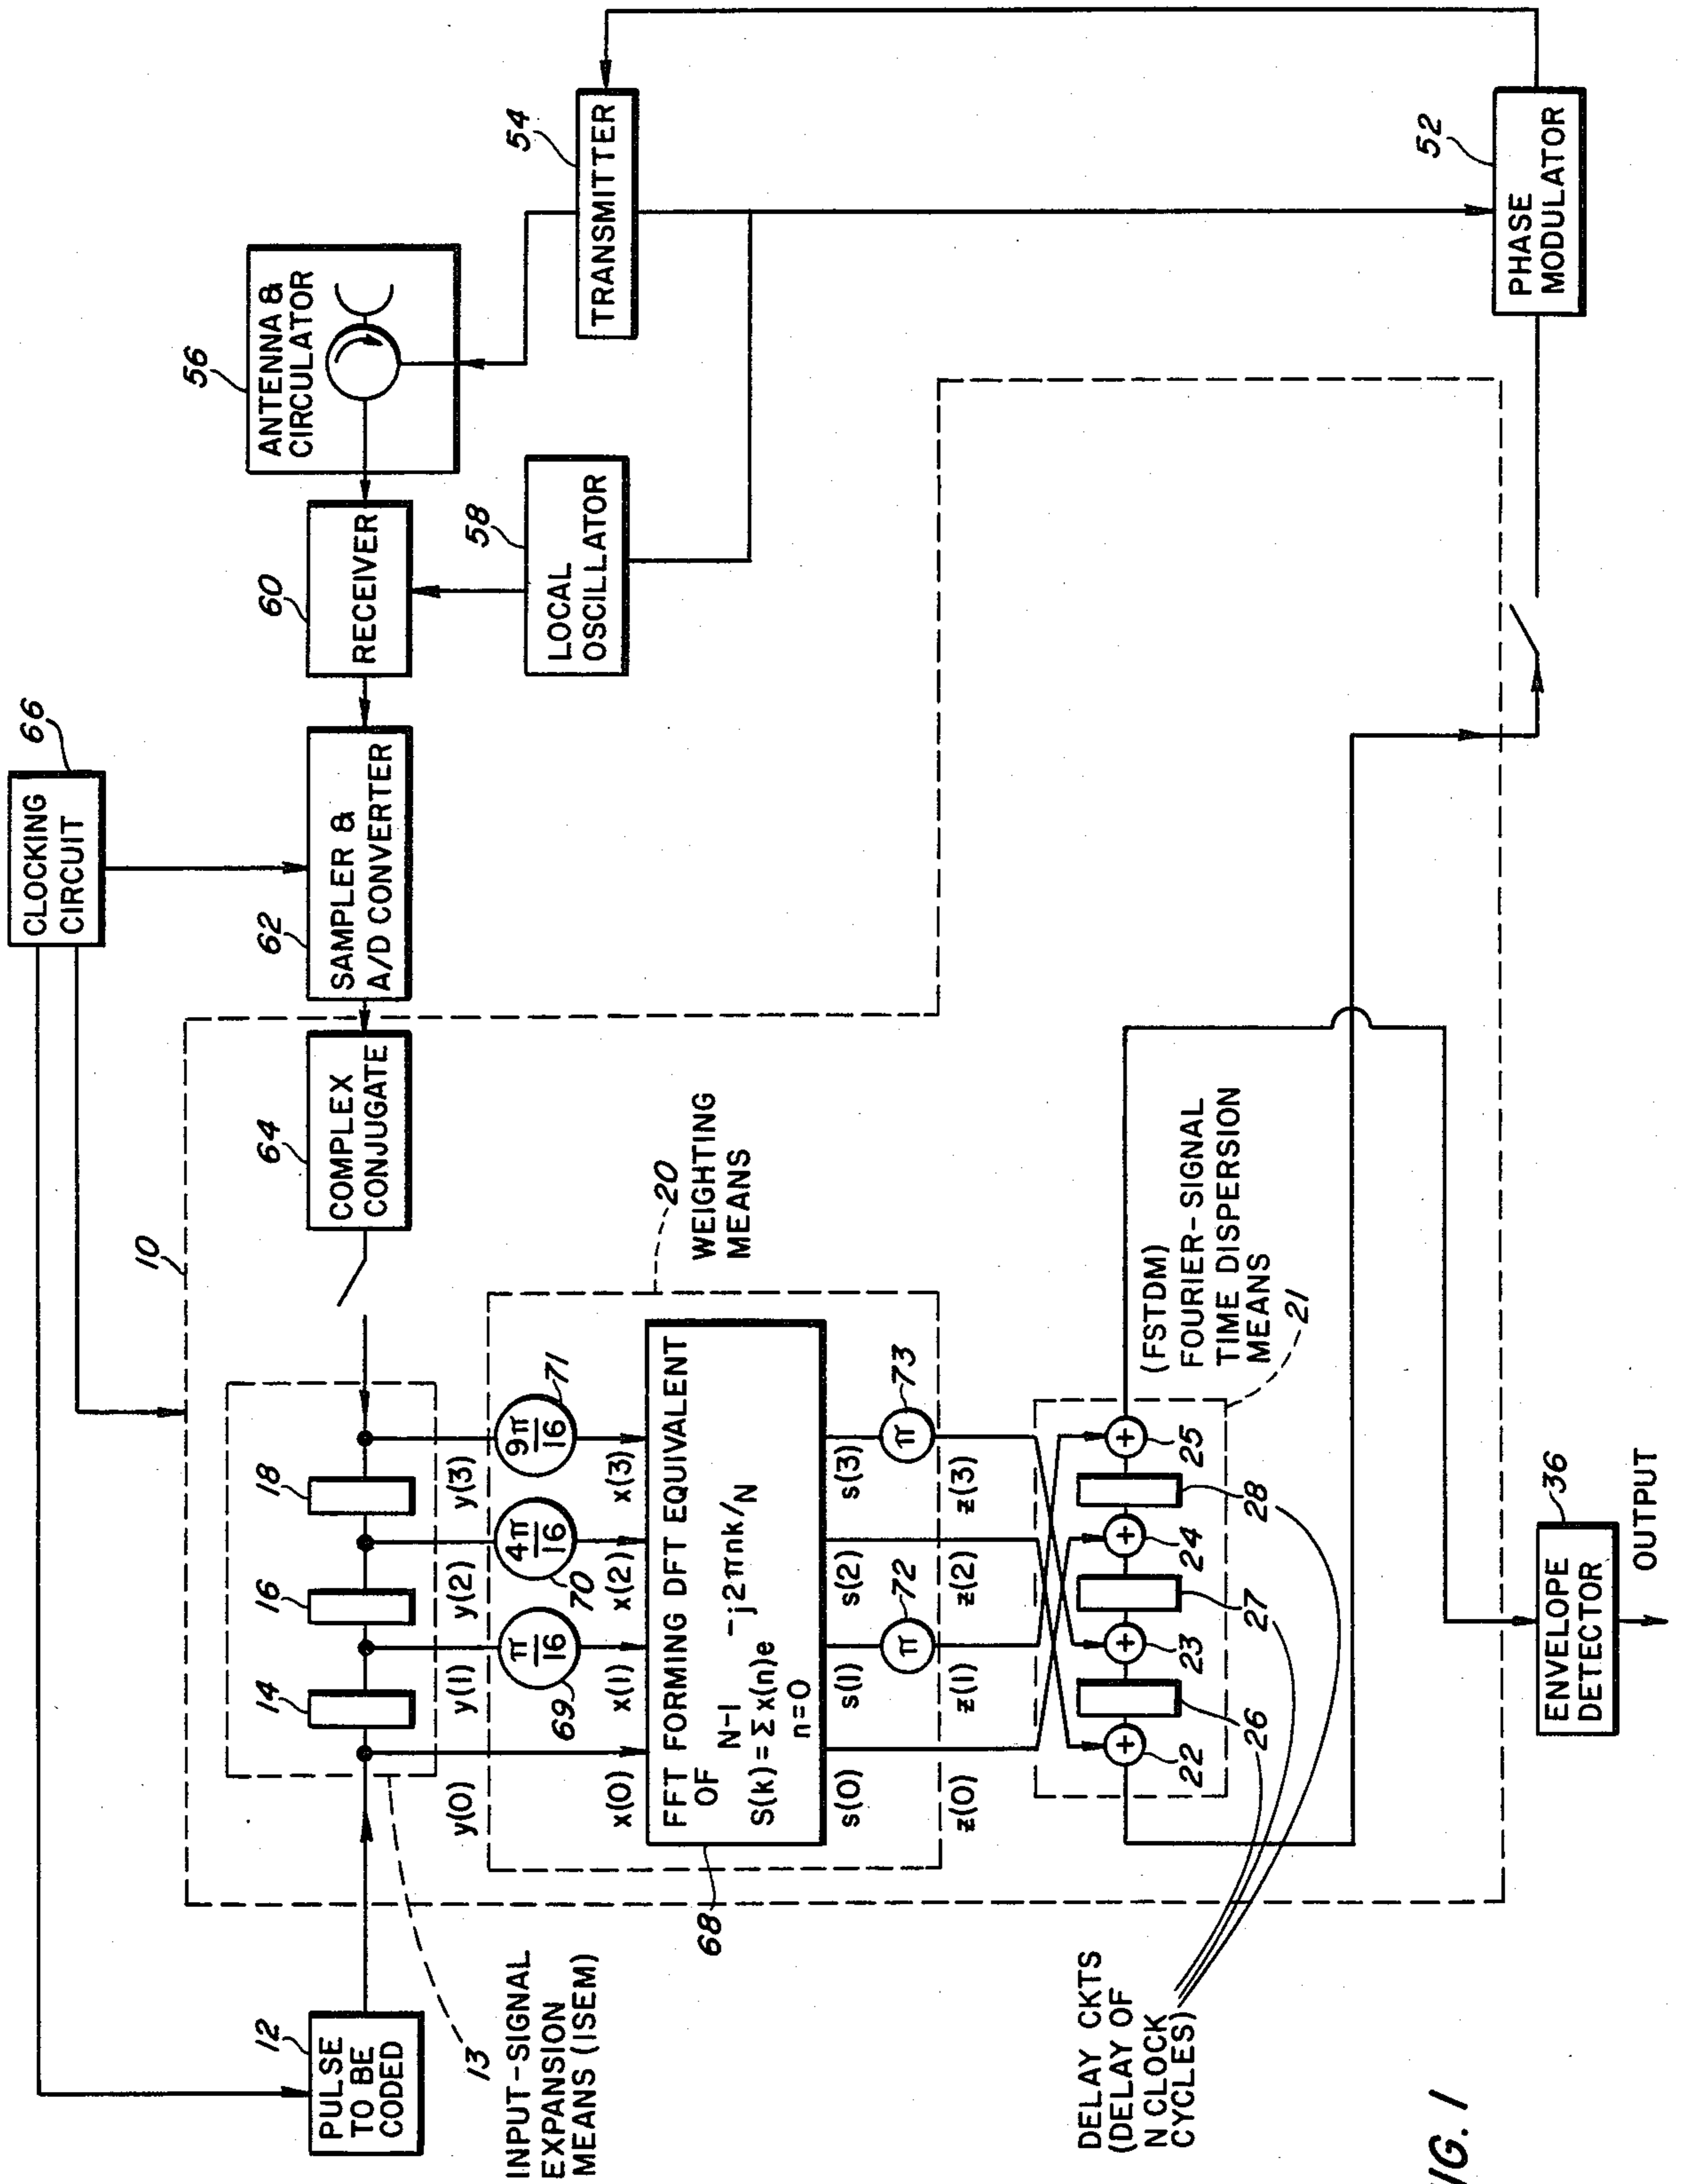 66
CLOCKING
CIRCUIT
12
PULSE
TO BE
CODED
13
INPUT-SIGNAL
EXPANSION
MEANS (ISEM)
10
14
16
18
64
COMPLEX
CONJUGATE
62
SAMPLER &
A/D CONVERTER
60
RECEIVER
56
ANTENNA &
CIRCULATOR
58
LOCAL
OSCILLATOR
54
TRANSMITTER
52
PHASE
MODULATOR
y(0)
y(1)
y(2)
y(3)
π/16
4π/16
9π/16
69
70
71
20
WEIGHTING
MEANS
x(0)
x(1)
x(2)
x(3)
68
FFT FORMING DFT EQUIVALENT
OF
N-1
S(k) = Σ x(n)e -j2πnk/N
n=0
s(0)
s(1)
s(2)
s(3)
π
72
π
73
z(0)
z(1)
z(2)
z(3)
(FSTDM)
FOURIER-SIGNAL
TIME DISPERSION
MEANS
21
+
+
+
+
22
23
24
25
26
27
28
DELAY CKTS
(DELAY OF
N CLOCK
CYCLES)
36
ENVELOPE
DETECTOR
OUTPUT
IG. 1